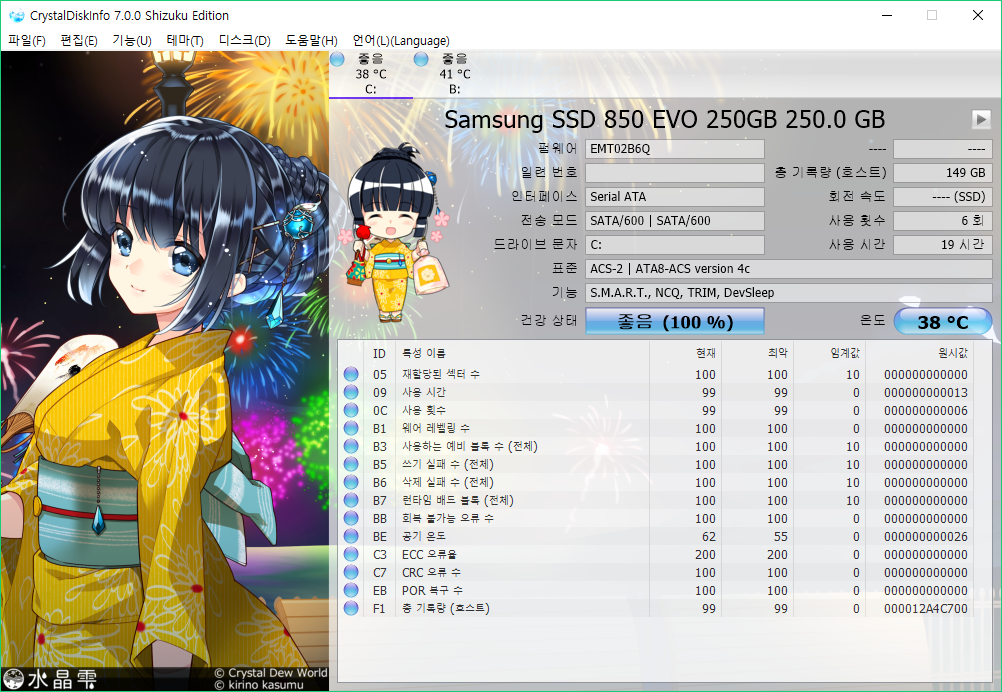 CrystalDiskInfo 7.0.0 Shizuku Edition
파일(F) 편집(E) 기능(U) 테마(T) 디스크(D) 도움말(H) 언어(L)(Language)
좋음 좋음
38 °C 41 °C
C: B:
Samsung SSD 850 EVO 250GB 250.0 GB
펌웨어 EMT02B6Q ---- ----
일련 번호 총 기록량 (호스트) 149 GB
인터페이스 Serial ATA 회전 속도 ---- (SSD)
전송 모드 SATA/600 | SATA/600 사용 횟수 6 회
드라이브 문자 C: 사용 시간 19 시간
표준 ACS-2 | ATA8-ACS version 4c
기능 S.M.A.R.T., NCQ, TRIM, DevSleep
건강 상태 좋음 (100 %) 온도 38 °C
ID 특성 이름 현재 최악 임계값 원시값
05 재할당된 섹터 수 100 100 10 000000000000
09 사용 시간 99 99 0 000000000013
0C 사용 횟수 99 99 0 000000000006
B1 웨어 레벨링 수 100 100 0 000000000000
B3 사용하는 예비 블록 수 (전체) 100 100 10 000000000000
B5 쓰기 실패 수 (전체) 100 100 10 000000000000
B6 삭제 실패 수 (전체) 100 100 10 000000000000
B7 런타임 배드 블록 (전체) 100 100 10 000000000000
BB 회복 불가능 오류 수 100 100 0 000000000000
BE 공기 온도 62 55 0 000000000026
C3 ECC 오류율 200 200 0 000000000000
C7 CRC 오류 수 100 100 0 000000000000
EB POR 복구 수 100 100 0 000000000000
F1 총 기록량 (호스트) 99 99 0 000012A4C700
水晶雫
© Crystal Dew World
© kirino kasumu